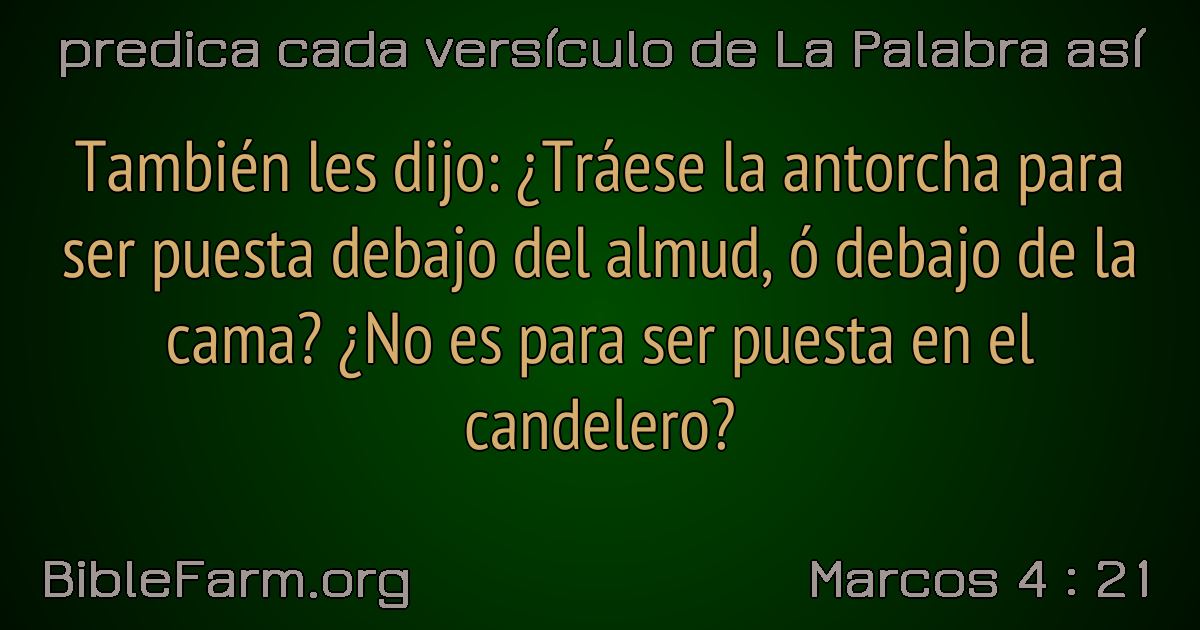 predica cada versículo de La Palabra así
También les dijo: ¿Tráese la antorcha para
ser puesta debajo del almud, ó debajo de la
cama? ¿No es para ser puesta en el
candelero?
BibleFarm.org
Marcos 4 : 21